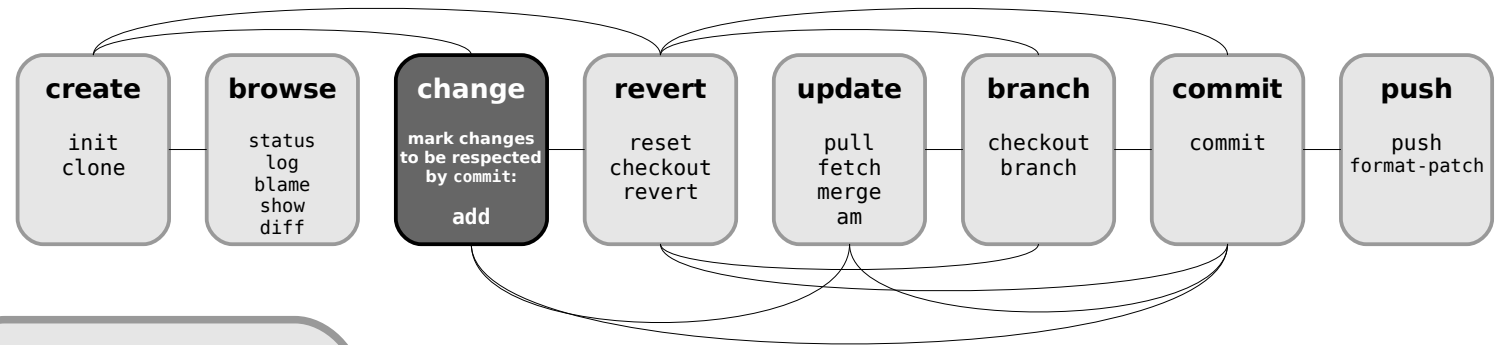 create
init
clone
browse
status
log
blame
show
diff
change
mark changes
to be respected
by commit:
add
revert
reset
checkout
revert
update
pull
fetch
merge
am
branch
checkout
branch
commit
commit
push
push
format-patch